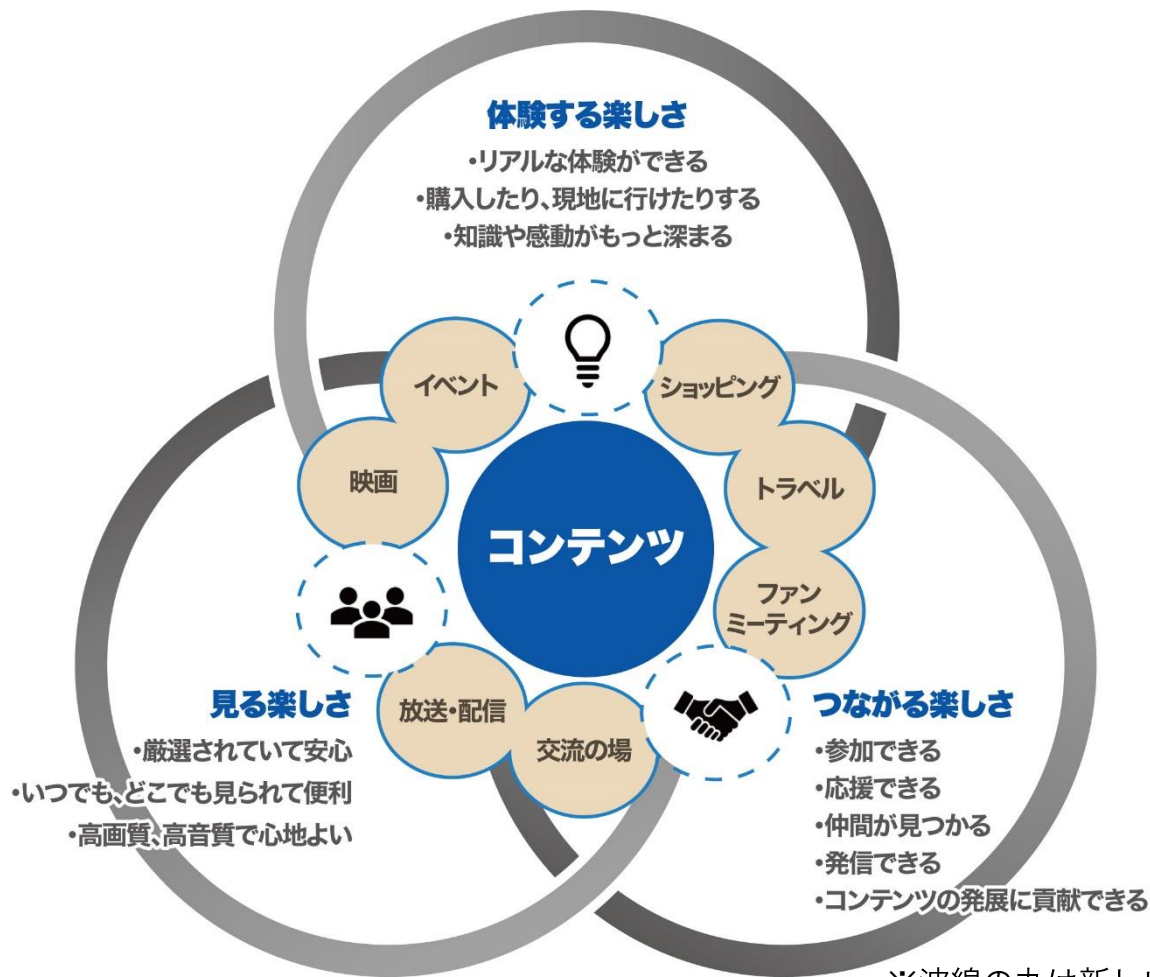 体験する楽しさ
・リアルな体験ができる
・購入したり、現地に行けたりする
・知識や感動がもっと深まる
イベント
ショッピング
映画
トラベル
コンテンツ
ファン
ミーティング
放送・配信
交流の場
見る楽しさ
・厳選されていて安心
・いつでも、どこでも見られて便利
・高画質、高音質で心地よい
つながる楽しさ
・参加できる
・応援できる
・仲間が見つかる
・発信できる
・コンテンツの発展に貢献できる